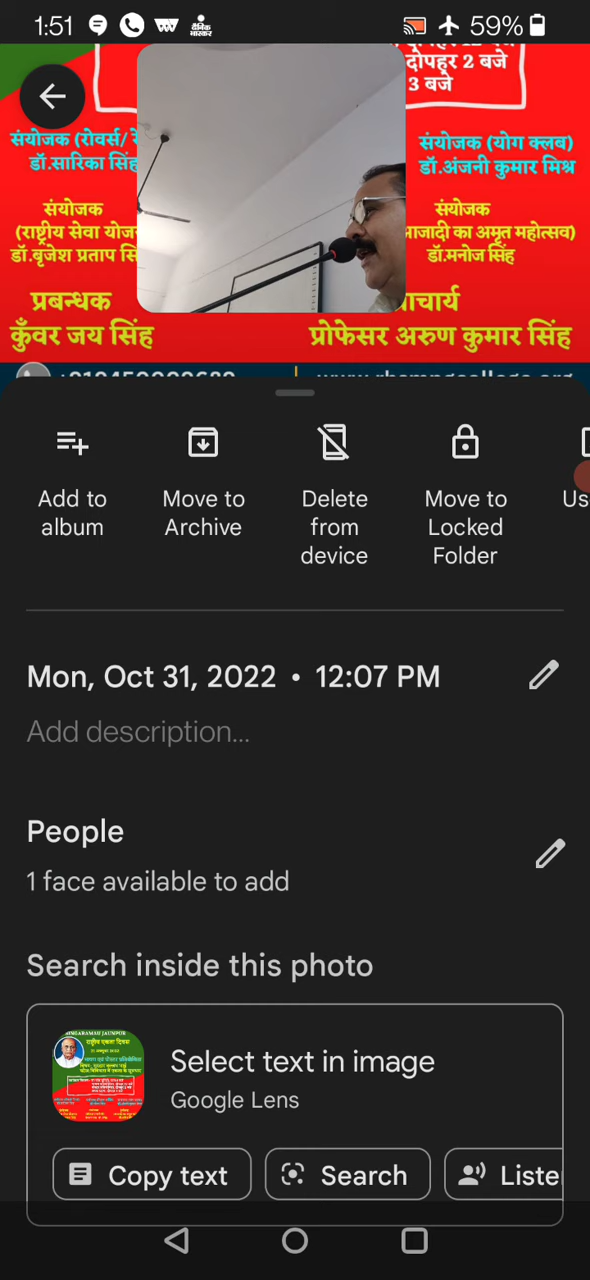 1:51
दैनिक
भास्कर
59%
दोपहर 2 बजे
3 बजे
संयोजक (रोवर्स/
डॉ.सारिका सिंह
संयोजक (योग क्लब)
डॉ.अंजनी कुमार मिश्र
संयोजक
(राष्ट्रीय सेवा
डॉ.बृजेश प्रताप
संयोजक
का अमृत महोत्सव)
डॉ.मनोज सिंह
प्रबन्धक
कुँवर जय सिंह
प्रोफेसर अरुण कुमार सिंह
Add to
album
Move to
Archive
Delete
from
device
Move to
Locked
Folder
Us
Mon, Oct 31, 2022 • 12:07 PM
Add description...
People
1 face available to add
Search inside this photo
राष्ट्रीय एकता दिवस
Select text in image
Google Lens
Copy text
Search
Liste